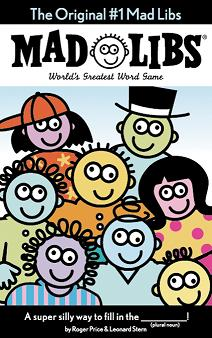 The Original #1 Mad Libs
MAD LIBS®
World's Greatest Word Game
A super silly way to fill in the __________!
(plural noun)
by Roger Price & Leonard Stern